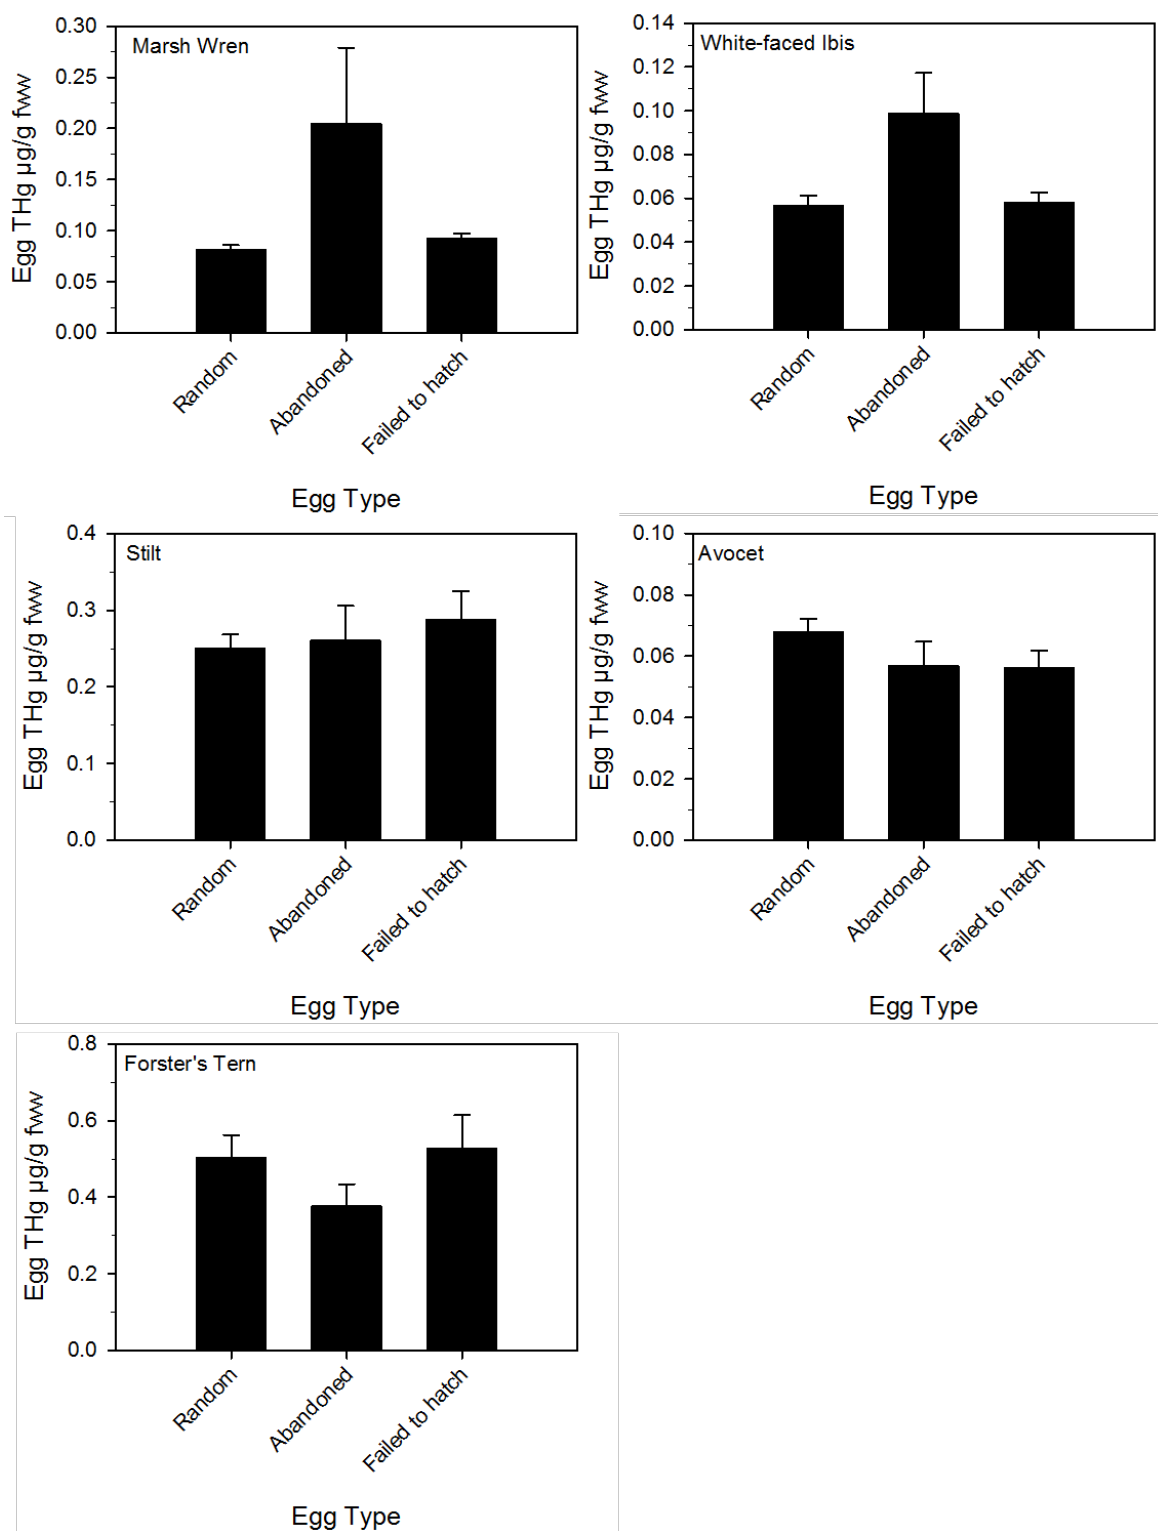 Marsh Wren
Egg THg µg/g fww
0.30
0.25
0.20
0.15
0.10
0.05
0.00
Random
Abandoned
Failed to hatch
Egg Type
White-faced Ibis
Egg THg µg/g fww
0.14
0.12
0.10
0.08
0.06
0.04
0.02
0.00
Random
Abandoned
Failed to hatch
Egg Type
Stilt
Egg THg µg/g fww
0.4
0.3
0.2
0.1
0.0
Random
Abandoned
Failed to hatch
Egg Type
Avocet
Egg THg µg/g fww
0.10
0.08
0.06
0.04
0.02
0.00
Random
Abandoned
Failed to hatch
Egg Type
Forster's Tern
Egg THg µg/g fww
0.8
0.6
0.4
0.2
0.0
Random
Abandoned
Failed to hatch
Egg Type